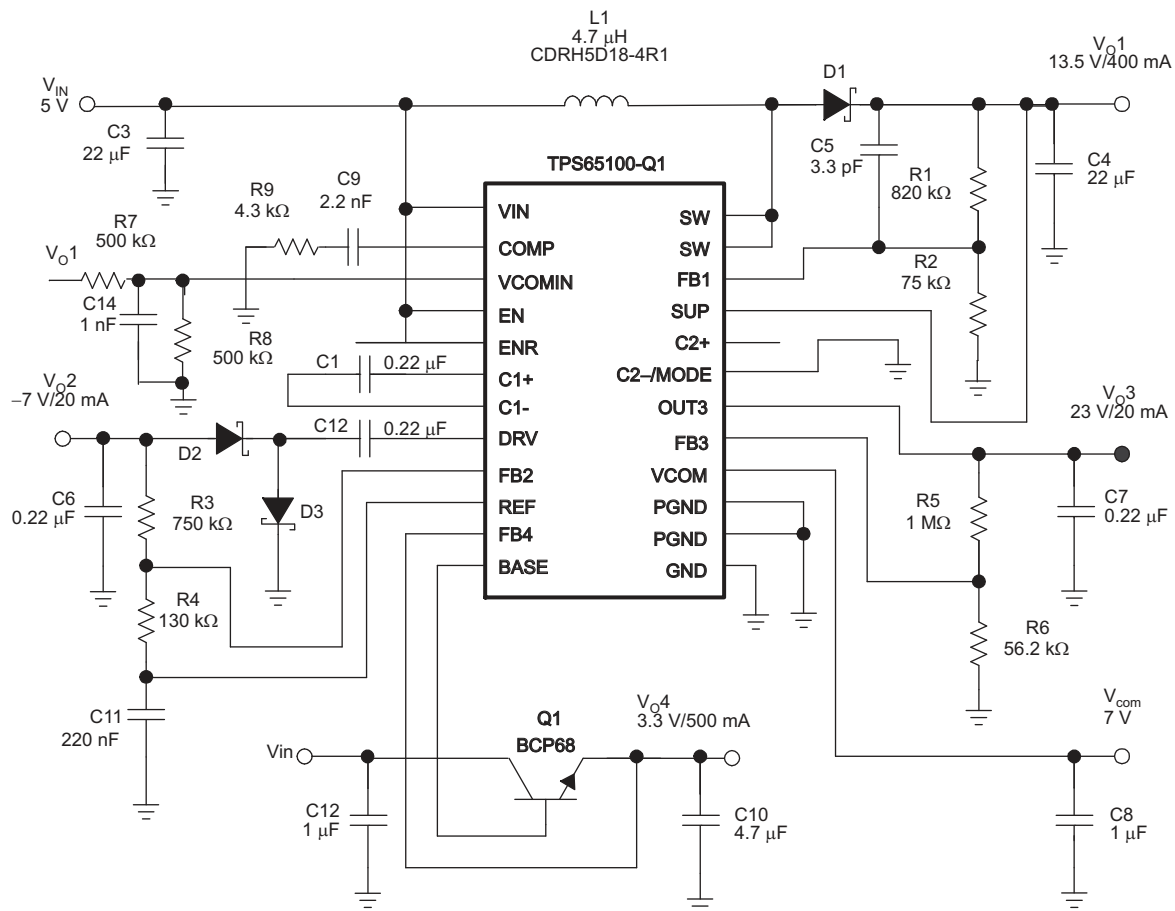 L1
4.7 µH
CDRH5D18-4R1
VIN
5 V
D1
VO1
13.5 V/400 mA
C3
22 µF
C5
3.3 pF
R1
820 kΩ
C4
22 µF
TPS65100-Q1
R9
4.3 kΩ
C9
2.2 nF
R7
500 kΩ
VO1
C14
1 nF
R8
500 kΩ
R2
75 kΩ
VIN
COMP
VCOMIN
EN
ENR
C1+
C1-
DRV
FB2
REF
FB4
BASE
SW
SW
FB1
SUP
C2+
C2–/MODE
OUT3
FB3
VCOM
PGND
PGND
GND
C1
0.22 µF
VO2
–7 V/20 mA
C12
0.22 µF
D2
D3
C6
0.22 µF
R3
750 kΩ
R4
130 kΩ
C11
220 nF
VO3
23 V/20 mA
R5
1 MΩ
C7
0.22 µF
R6
56.2 kΩ
Vin
Q1
BCP68
VO4
3.3 V/500 mA
C12
1 µF
C10
4.7 µF
Vcom
7 V
C8
1 µF